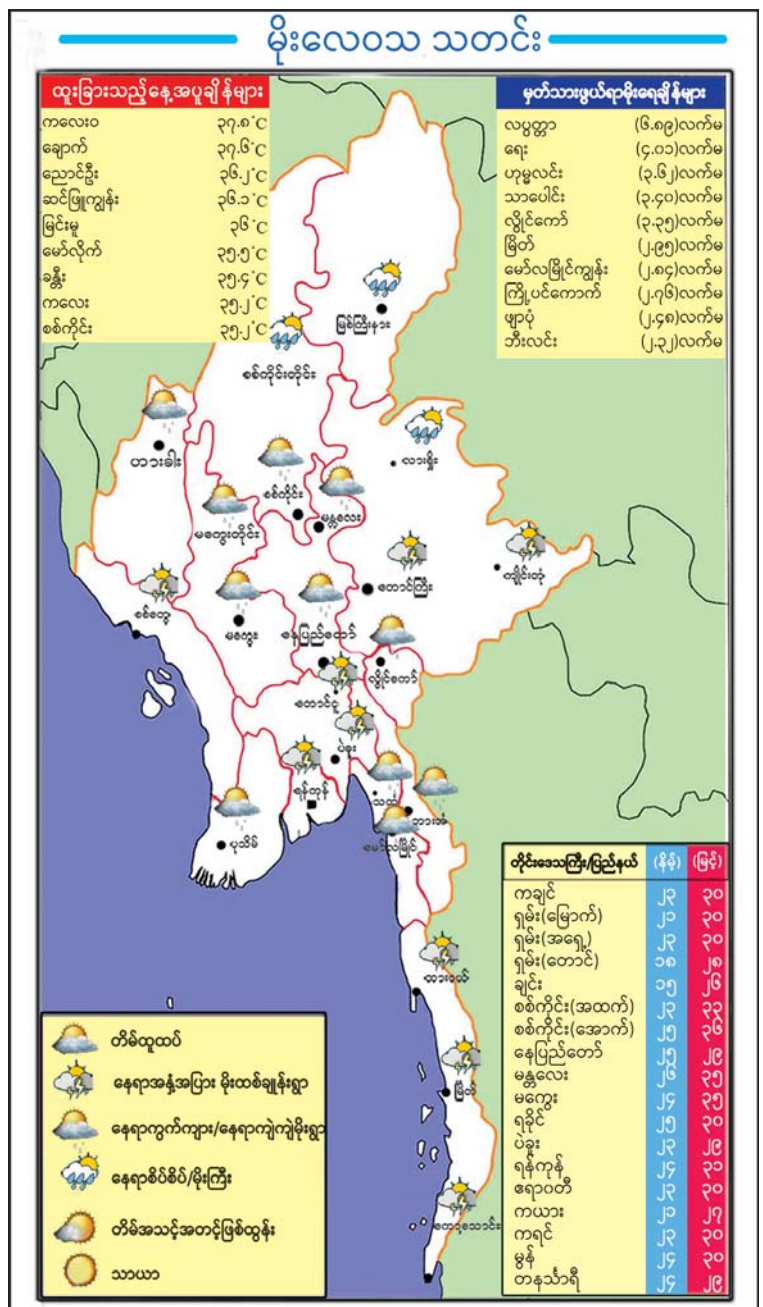 မိုးလေဝသ သတင်း
ထူးခြားသည့်နေ့အပူချိန်များ
ကလေးဝ ၃၇.၈°C
ချောက် ၃၇.၆°C
ညောင်ဦး ၃၆.၂°C
ဆင်ဖြူကျွန်း ၃၆.၁°C
မြင်းမူ ၃၆°C
မော်လိုက် ၃၅.၅°C
ခန္တီး ၃၅.၄°C
ကလေး ၃၅.၂°C
စစ်ကိုင်း ၃၅.၂°C
မှတ်သားဖွယ်ရာမိုးရေချိန်များ
လပွတ္တာ (၆.၈၉)လက်မ
ရေး (၄.၀၁)လက်မ
ဟုမ္မလင်း (၃.၆၂)လက်မ
သာပေါင်း (၃.၄၀)လက်မ
လွိုင်ကော် (၃.၃၅)လက်မ
မြိတ် (၂.၉၅)လက်မ
မော်လမြိုင်ကျွန်း (၂.၈၄)လက်မ
ကြို့ပင်ကောက် (၂.၇၆)လက်မ
ဖျာပုံ (၂.၄၈)လက်မ
ဘီးလင်း (၂.၃၂)လက်မ
မြစ်ကြီးနား
စစ်ကိုင်းတိုင်း
ဟားခါး
လားရှိုး
စစ်ကိုင်း
မန္တလေး
မကွေးတိုင်း
တောင်ကြီး
ကျိုင်းတုံ
စစ်တွေ
မကွေး
နေပြည်တော်
လွိုင်ကော်
တောင်ငူ
ပဲခူး
ရန်ကုန်
သထုံ
ဘားအံ
ပုသိမ်
မော်လမြိုင်
ထားဝယ်
မြိတ်
ကော့သောင်း
တိမ်ထူထပ်
နေရာအနှံ့အပြား မိုးထစ်ချုန်းရွာ
နေရာကွက်ကျား/နေရာကျဲကျဲမိုးရွာ
နေရာစိပ်စိပ်/မိုးကြီး
တိမ်အသင့်အတင့်ဖြစ်ထွန်း
သာယာ
တိုင်းဒေသကြီး/ပြည်နယ် (နိမ့်) (မြင့်)
ကချင် ၂၃ ၃၀
ရှမ်း(မြောက်) ၂၁ ၃၀
ရှမ်း(အရှေ့) ၂၃ ၃၀
ရှမ်း(တောင်) ၁၈ ၂၈
ချင်း ၁၅ ၂၆
စစ်ကိုင်း(အထက်) ၂၃ ၃၃
စစ်ကိုင်း(အောက်) ၂၅ ၃၆
နေပြည်တော် ၂၅ ၂၉
မန္တလေး ၂၆ ၃၅
မကွေး ၂၄ ၃၅
ရခိုင် ၂၅ ၃၀
ပဲခူး ၂၃ ၂၉
ရန်ကုန် ၂၄ ၃၁
ဧရာ၀တီ ၂၃ ၃၀
ကယား ၂၁ ၂၇
ကရင် ၂၃ ၃၀
မွန် ၂၄ ၃၀
တနင်္သာရီ ၂၄ ၂၉